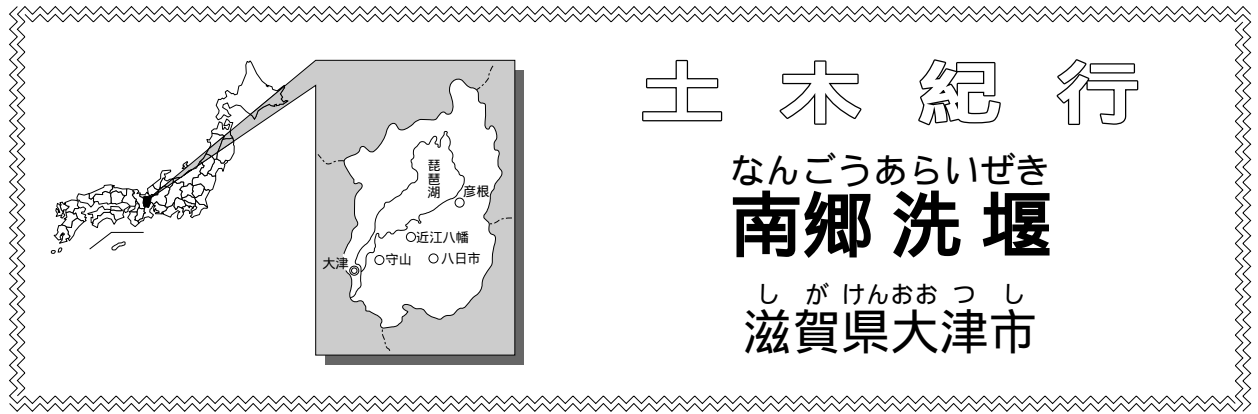 琵琶湖
彦根
近江八幡
大津
守山
八日市
土木紀行
なんごうあらいぜき
南郷洗堰
しがけんおおつし
滋賀県大津市